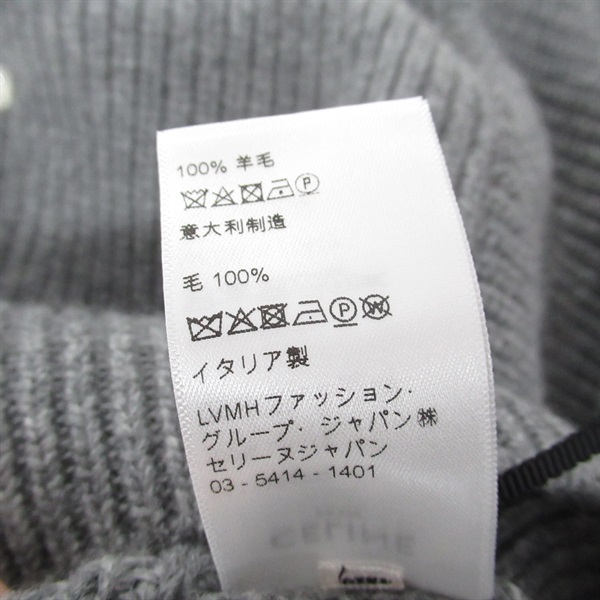 100% 羊毛
P
意大利制造
毛 100%
P W
イタリア製
LVMHファッション・
グループ・ジャパン㈱
セリーヌジャパン
03 - 5414 - 1401
CELINE